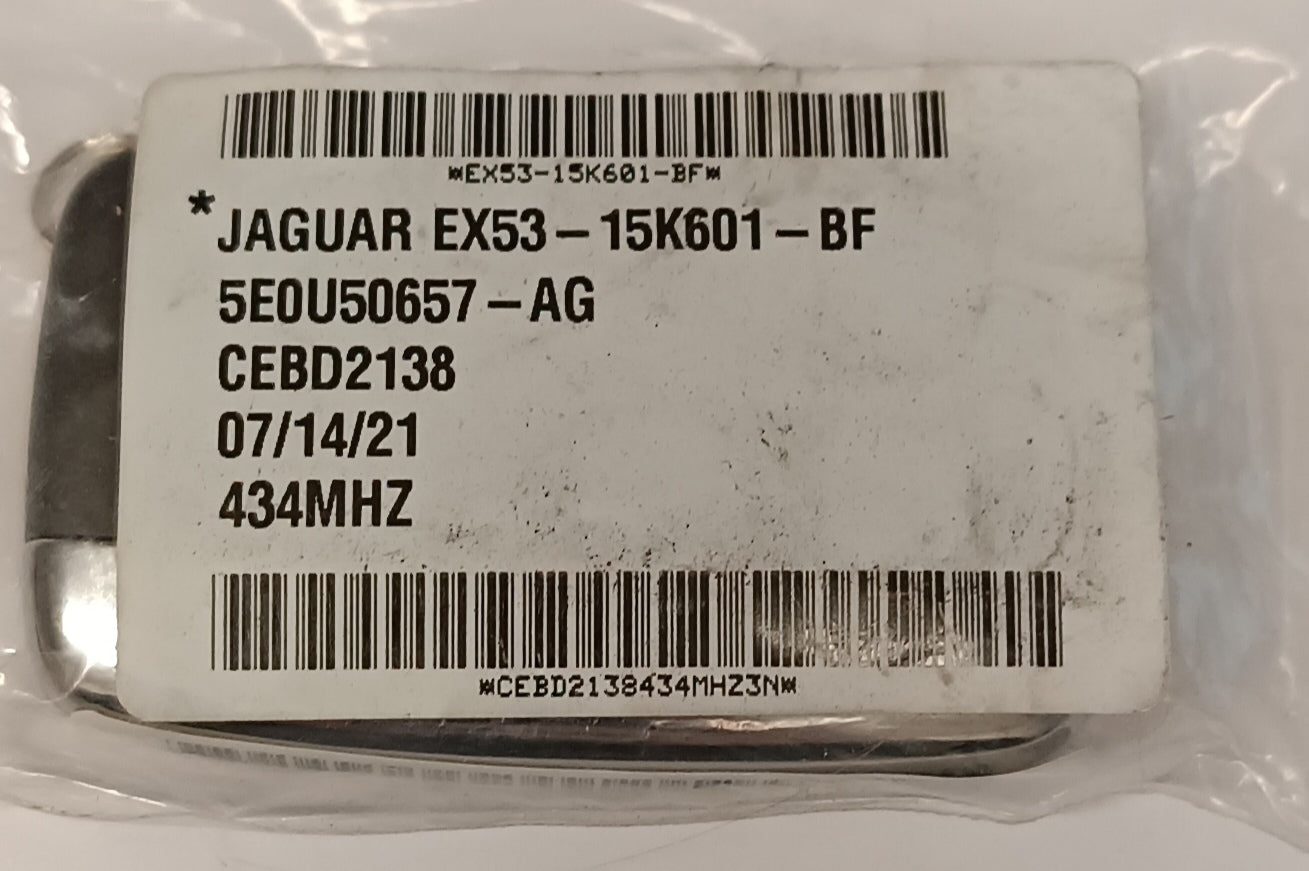 *EX53-15K601-BF*
*JAGUAR EX53-15K601-BF
5E0U50657-AG
CEBD2138
07/14/21
434MHZ
*CEBD2138434MHZ3N*